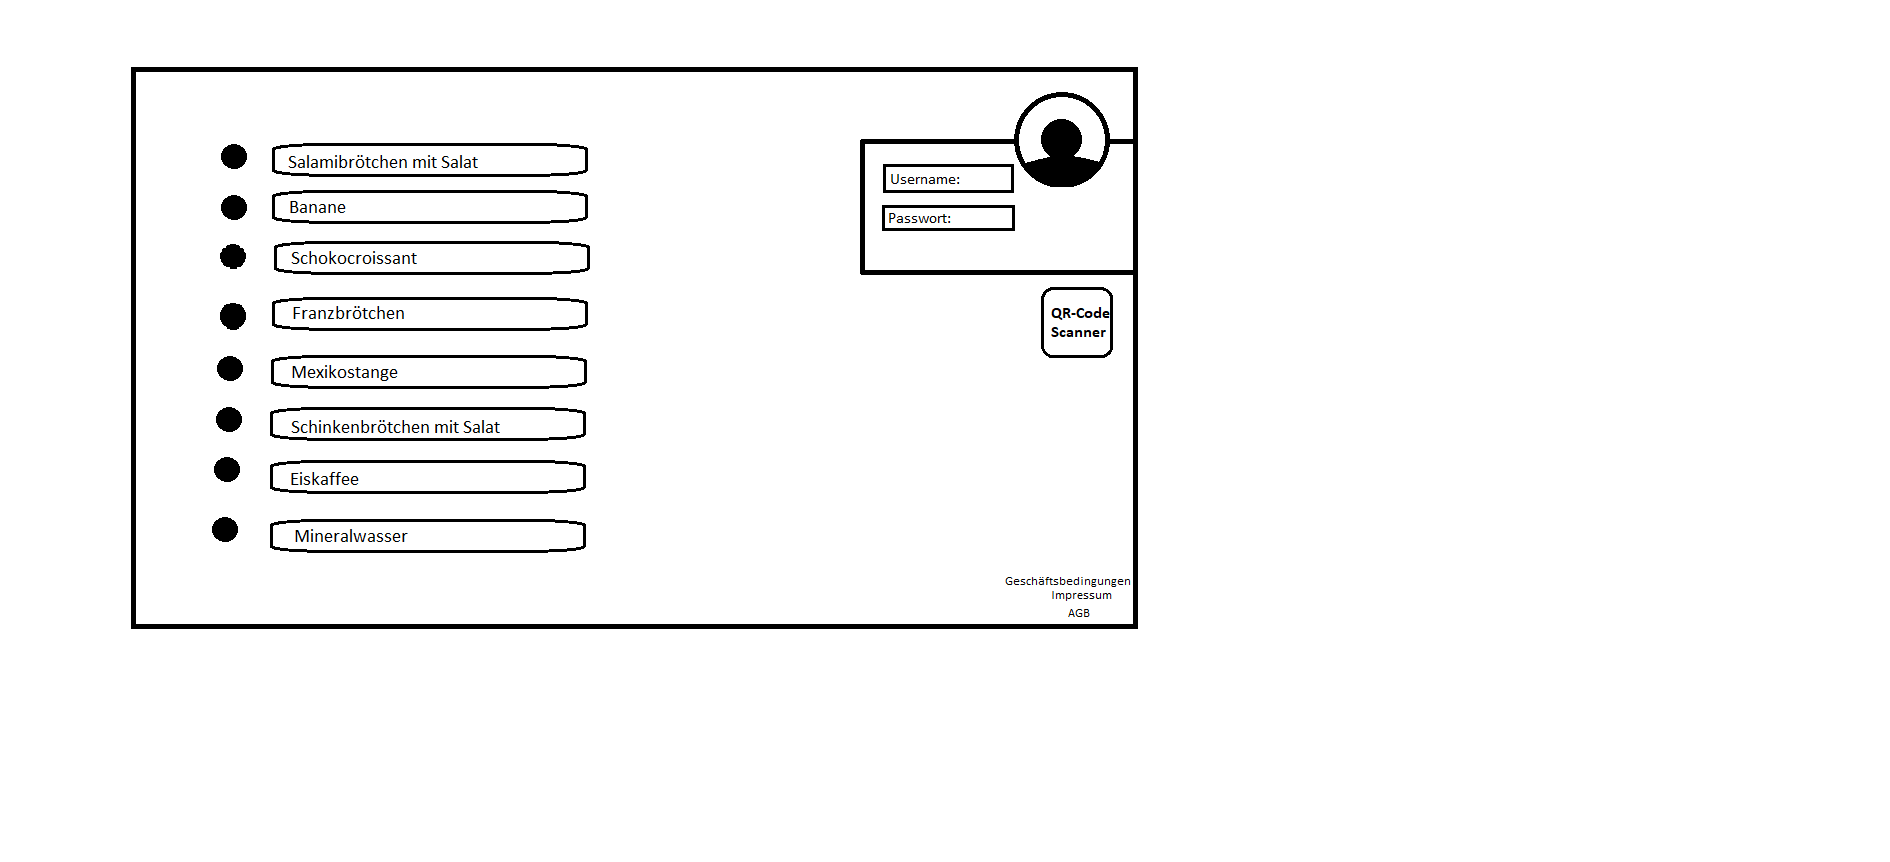 Salamibrötchen mit Salat
Banane
Schokocroissant
Franzbrötchen
Mexikostange
Schinkenbrötchen mit Salat
Eiskaffee
Mineralwasser
Username:
Passwort:
QR-Code
Scanner
Geschäftsbedingungen
Impressum
AGB